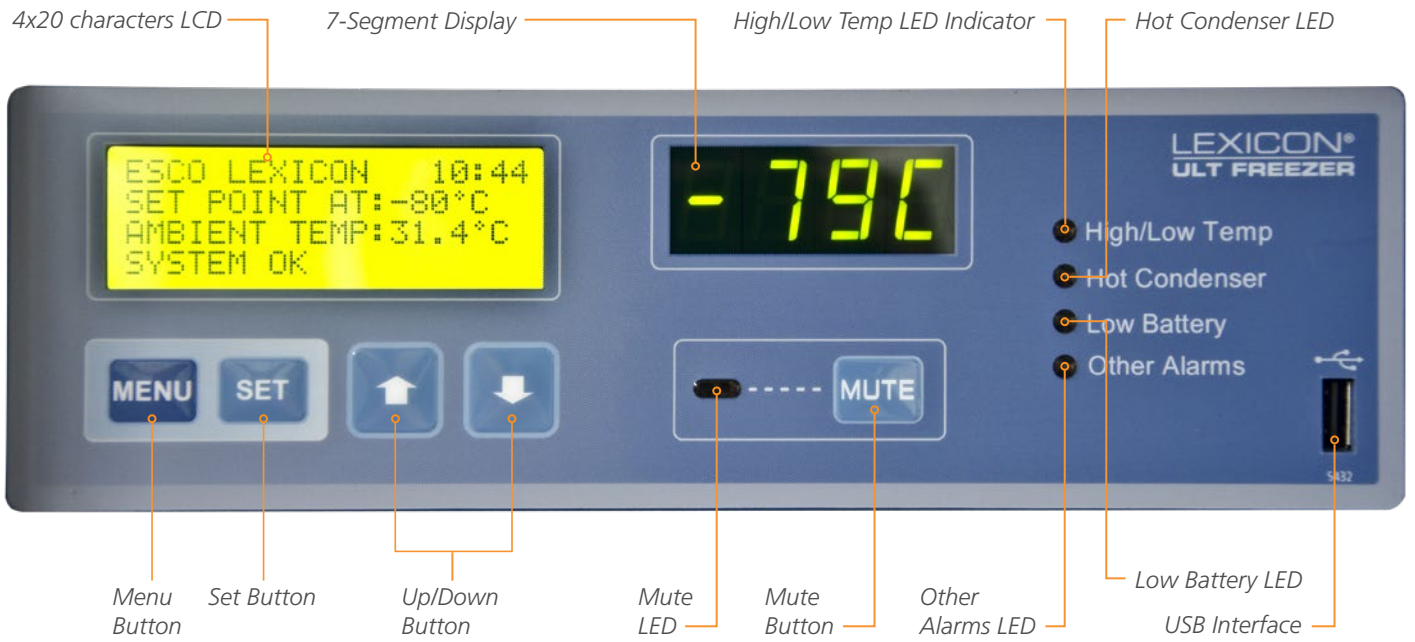 4x20 characters LCD
7-Segment Display
High/Low Temp LED Indicator
Hot Condenser LED
ESCO LEXICON 10:44
SET POINT AT:-80°C
AMBIENT TEMP:31.4°C
SYSTEM OK
-79C
LEXICON®
ULT FREEZER
High/Low Temp
Hot Condenser
Low Battery
Other Alarms
MENU
SET
MUTE
5432
Menu
Button
Set Button
Up/Down
Button
Mute
LED
Mute
Button
Other
Alarms LED
Low Battery LED
USB Interface